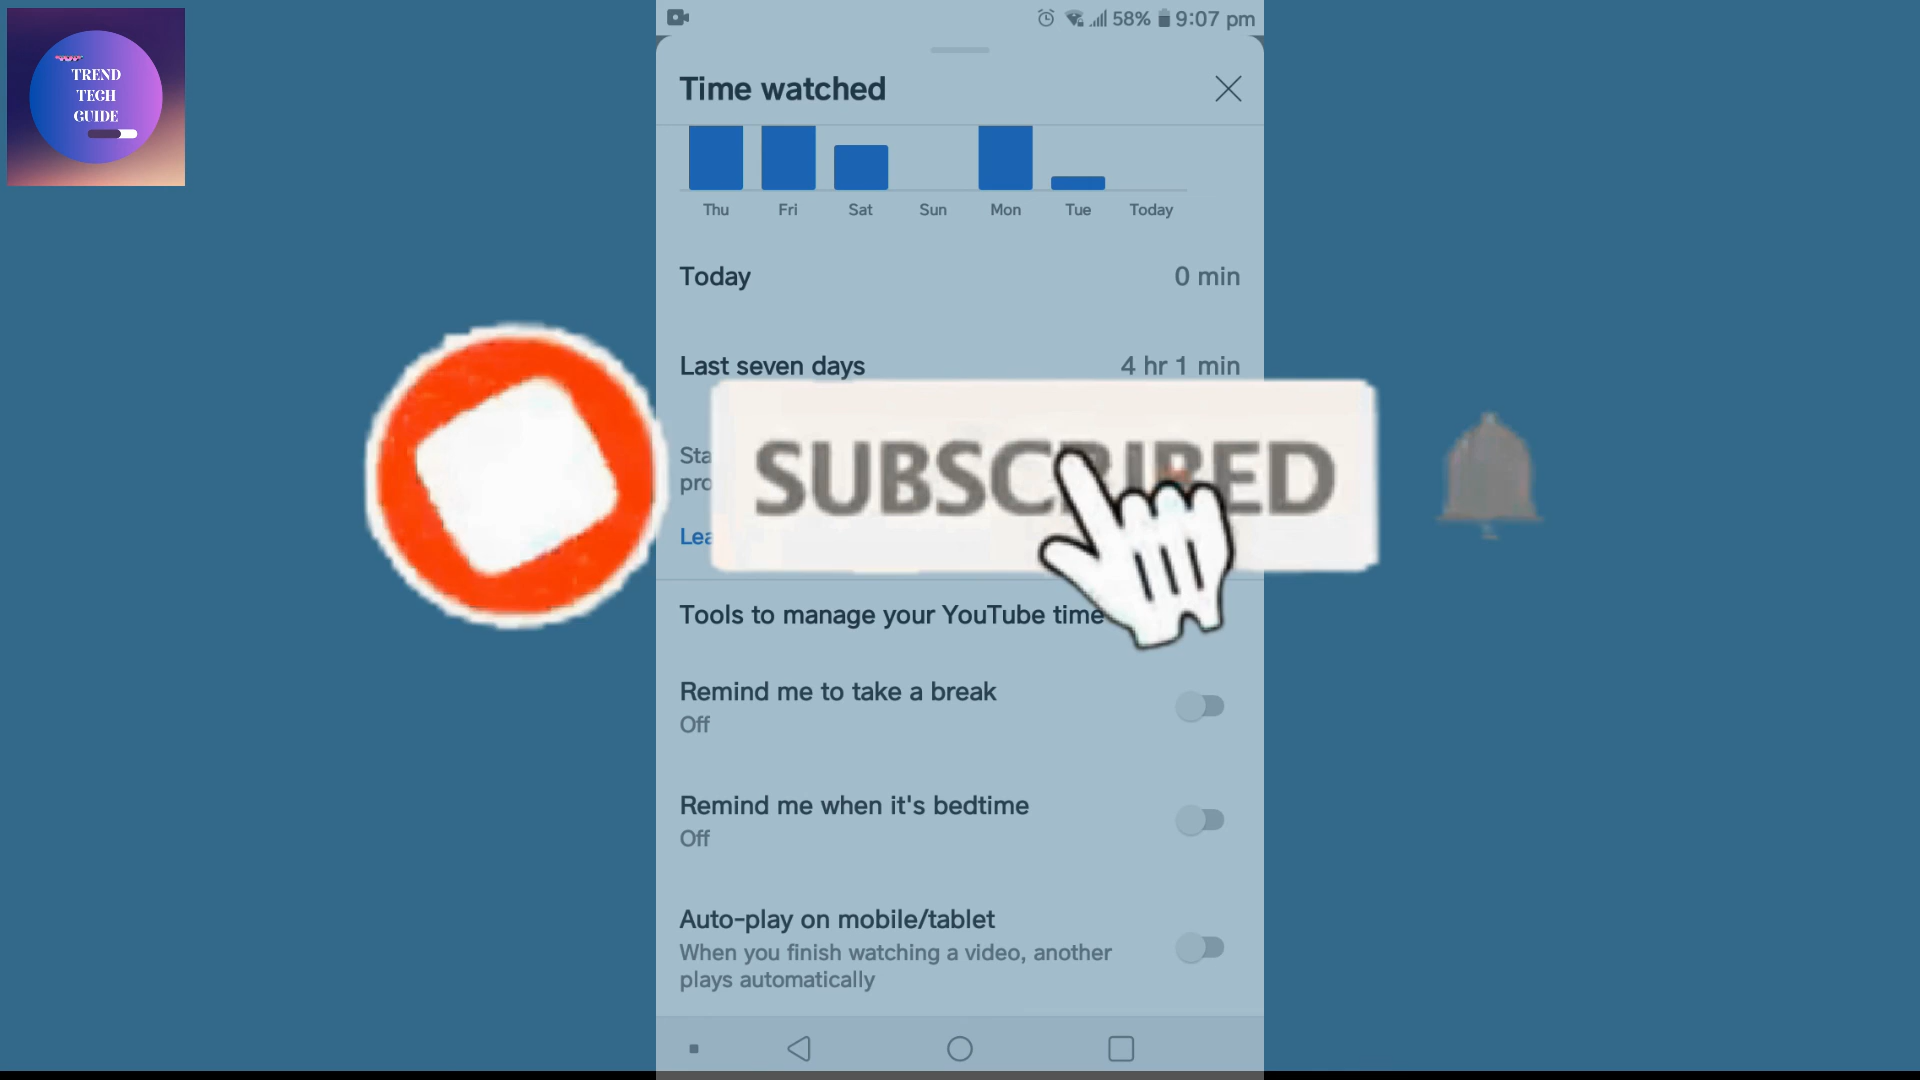 TREND
TECH
GUIDE
58% 9:07 pm
Time watched
Thu Fri Sat Sun Mon Tue Today
Today 0 min
Last seven days 4 hr 1 min
SUBSCRIBED
Tools to manage your YouTube time
Remind me to take a break
Off
Remind me when it's bedtime
Off
Auto-play on mobile/tablet
When you finish watching a video, another
plays automatically